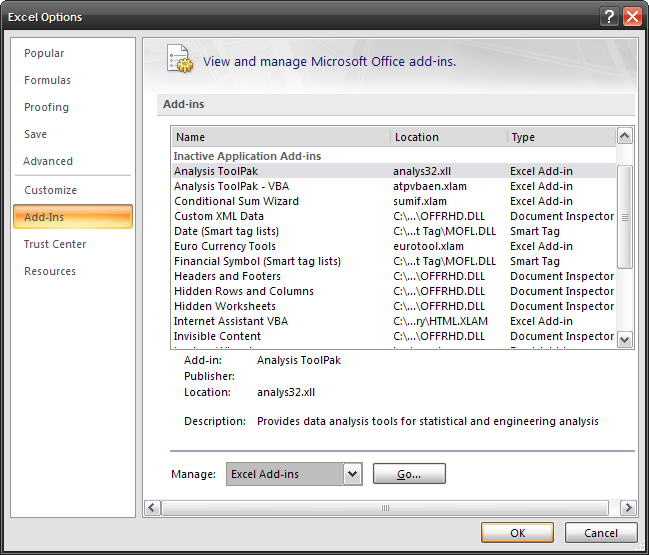 Excel Options
Popular
Formulas
Proofing
Save
Advanced
Customize
Add-Ins
Trust Center
Resources
View and manage Microsoft Office add-ins.
Add-ins
Name Location Type
Inactive Application Add-ins
Analysis ToolPak analys32.xll Excel Add-in
Analysis ToolPak - VBA atpvbaen.xlam Excel Add-in
Conditional Sum Wizard sumif.xlam Excel Add-in
Custom XML Data C:\...\OFFRHD.DLL Document Inspector
Date (Smart tag lists) C:\...t Tag\MOFL.DLL Smart Tag
Euro Currency Tools eurotool.xlam Excel Add-in
Financial Symbol (Smart tag lists) C:\...t Tag\MOFL.DLL Smart Tag
Headers and Footers C:\...\OFFRHD.DLL Document Inspector
Hidden Rows and Columns C:\...\OFFRHD.DLL Document Inspector
Hidden Worksheets C:\...\OFFRHD.DLL Document Inspector
Internet Assistant VBA C:\...ry\HTML.XLAM Excel Add-in
Invisible Content C:\...\OFFRHD.DLL Document Inspector
Add-in: Analysis ToolPak
Publisher:
Location: analys32.xll
Description: Provides data analysis tools for statistical and engineering analysis
Manage: Excel Add-ins Go...
OK Cancel